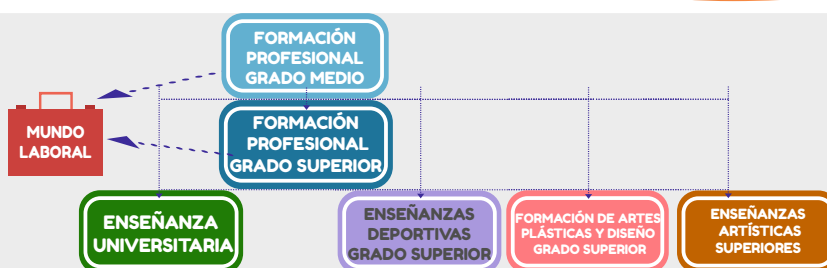 FORMACIÓN
PROFESIONAL
GRADO MEDIO
MUNDO
LABORAL
FORMACIÓN
PROFESIONAL
GRADO SUPERIOR
ENSEÑANZA
UNIVERSITARIA
ENSEÑANZAS
DEPORTIVAS
GRADO SUPERIOR
FORMACIÓN DE ARTES
PLÁSTICAS Y DISEÑO
GRADO SUPERIOR
ENSEÑANZAS
ARTÍSTICAS
SUPERIORES